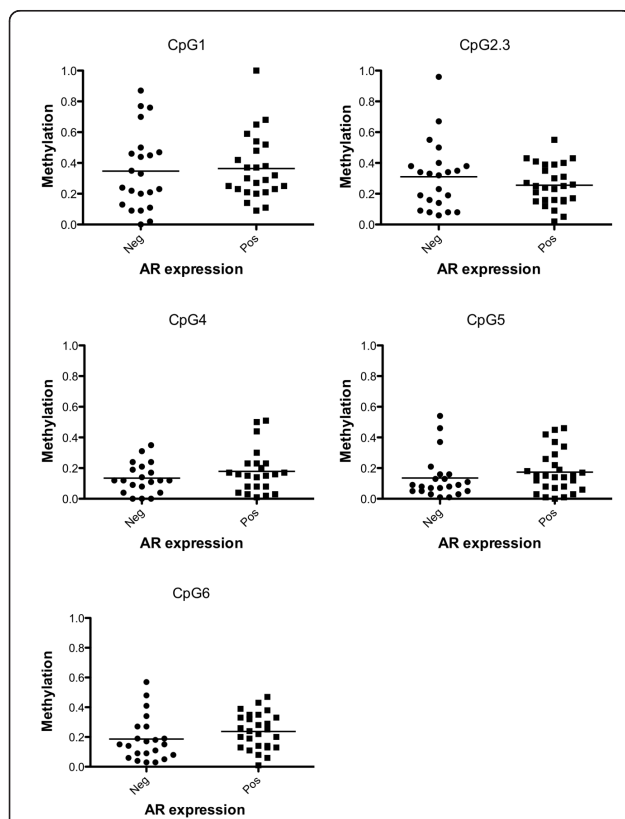 CpG1
Methylation
1.0
0.8
0.6
0.4
0.2
0.0
Neg
Pos
AR expression
CpG2.3
Methylation
1.0
0.8
0.6
0.4
0.2
0.0
Neg
Pos
AR expression
CpG4
Methylation
1.0
0.8
0.6
0.4
0.2
0.0
Neg
Pos
AR expression
CpG5
Methylation
1.0
0.8
0.6
0.4
0.2
0.0
Neg
Pos
AR expression
CpG6
Methylation
1.0
0.8
0.6
0.4
0.2
0.0
Neg
Pos
AR expression